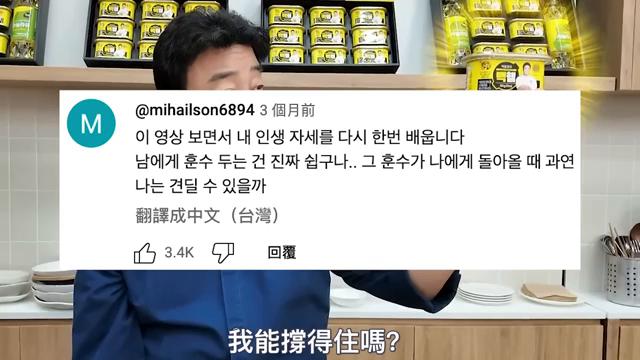 @mihailson6894 3 個月前
M
이 영상 보면서 내 인생 자세를 다시 한번 배웁니다
남에게 훈수 두는 건 진짜 쉽구나.. 그 훈수가 나에게 돌아올 때 과연
나는 견딜 수 있을까
翻譯成中文（台灣）
3.4K
回覆
我能撐得住嗎?